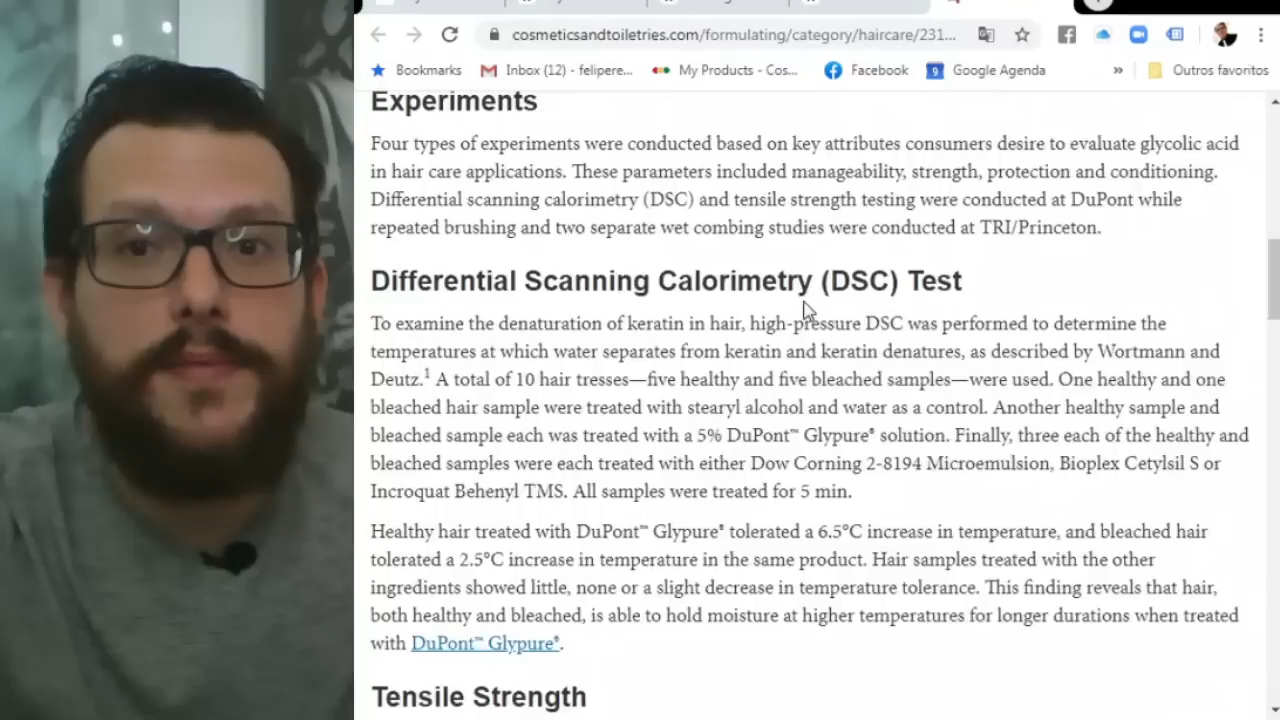 cosmeticsandtoiletries.com/formulating/category/haircare/231...
Bookmarks
Inbox (12) - felipere...
My Products - Cos...
Facebook
9
Google Agenda
»
Outros favoritos
Experiments
Four types of experiments were conducted based on key attributes consumers desire to evaluate glycolic acid
in hair care applications. These parameters included manageability, strength, protection and conditioning.
Differential scanning calorimetry (DSC) and tensile strength testing were conducted at DuPont while
repeated brushing and two separate wet combing studies were conducted at TRI/Princeton.
Differential Scanning Calorimetry (DSC) Test
To examine the denaturation of keratin in hair, high-pressure DSC was performed to determine the
temperatures at which water separates from keratin and keratin denatures, as described by Wortmann and
Deutz.¹ A total of 10 hair tresses—five healthy and five bleached samples—were used. One healthy and one
bleached hair sample were treated with stearyl alcohol and water as a control. Another healthy sample and
bleached sample each was treated with a 5% DuPont™ Glypure® solution. Finally, three each of the healthy and
bleached samples were each treated with either Dow Corning 2-8194 Microemulsion, Bioplex Cetylsil S or
Incroquat Behenyl TMS. All samples were treated for 5 min.
Healthy hair treated with DuPont™ Glypure® tolerated a 6.5°C increase in temperature, and bleached hair
tolerated a 2.5°C increase in temperature in the same product. Hair samples treated with the other
ingredients showed little, none or a slight decrease in temperature tolerance. This finding reveals that hair,
both healthy and bleached, is able to hold moisture at higher temperatures for longer durations when treated
with DuPont™ Glypure®.
Tensile Strength